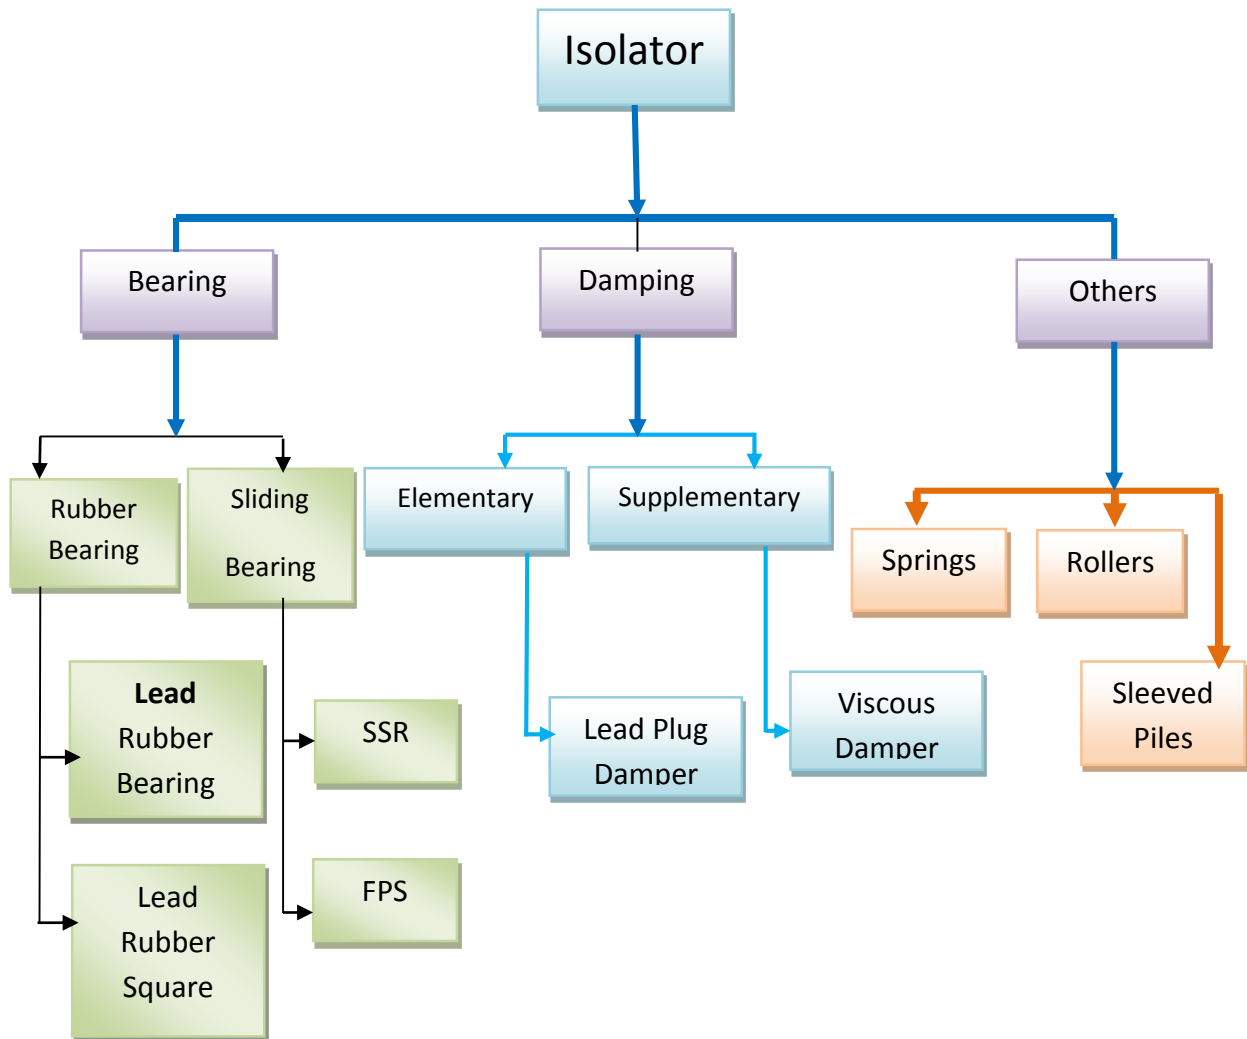 Isolator
Bearing
Damping
Others
Rubber
Bearing
Sliding
Bearing
Elementary
Supplementary
Springs
Rollers
Lead
Rubber
Bearing
SSR
Lead Plug
Damper
Viscous
Damper
Sleeved
Piles
Lead
Rubber
Square
FPS